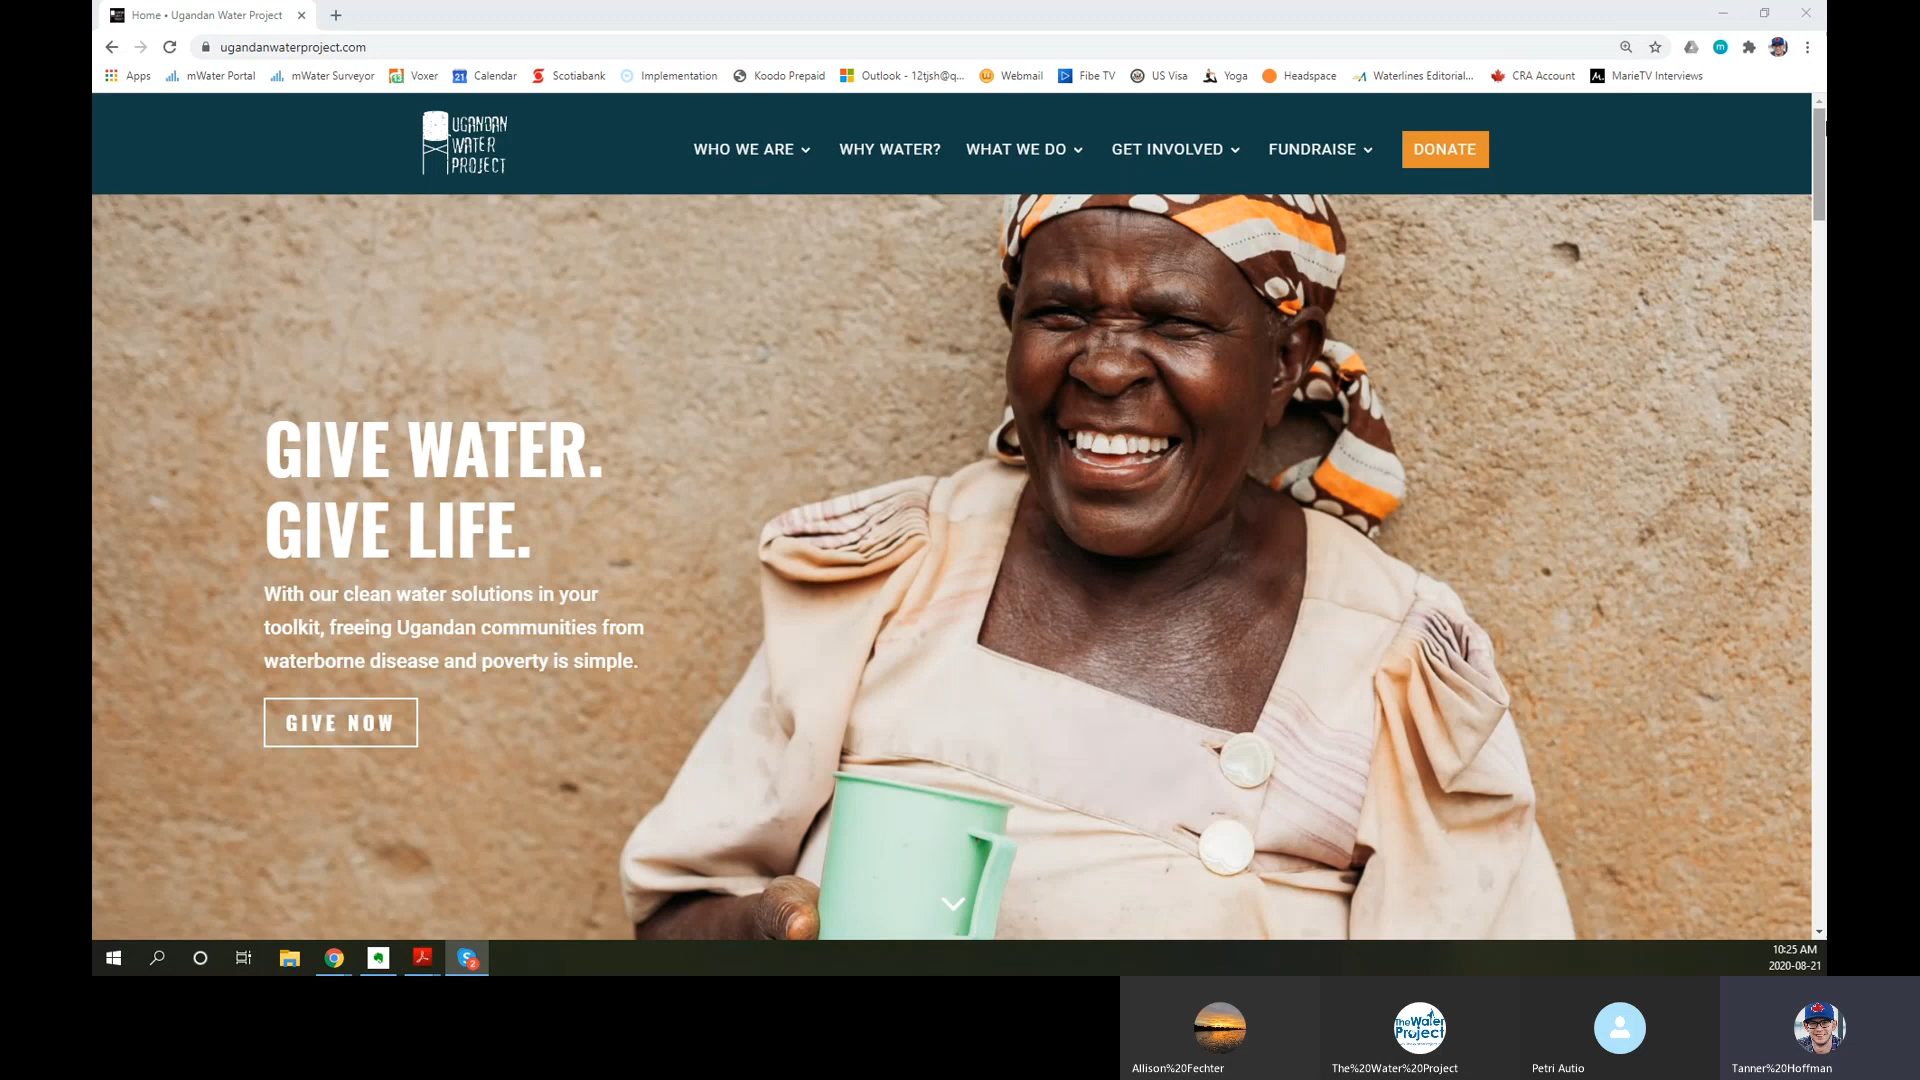 Home • Ugandan Water Project
ugandanwaterproject.com
Apps mWater Portal mWater Surveyor Voxer Calendar Scotiabank Implementation Koodo Prepaid Outlook - 12tjsh@q... Webmail Fibe TV US Visa Yoga Headspace Waterlines Editorial... CRA Account MarieTV Interviews
UGANDAN
WATER
PROJECT
WHO WE ARE WHY WATER? WHAT WE DO GET INVOLVED FUNDRAISE DONATE
GIVE WATER.
GIVE LIFE.
With our clean water solutions in your
toolkit, freeing Ugandan communities from
waterborne disease and poverty is simple.
GIVE NOW
10:25 AM
2020-08-21
The Water
Project
Allison%20Fechter The%20Water%20Project Petri Autio Tanner%20Hoffman